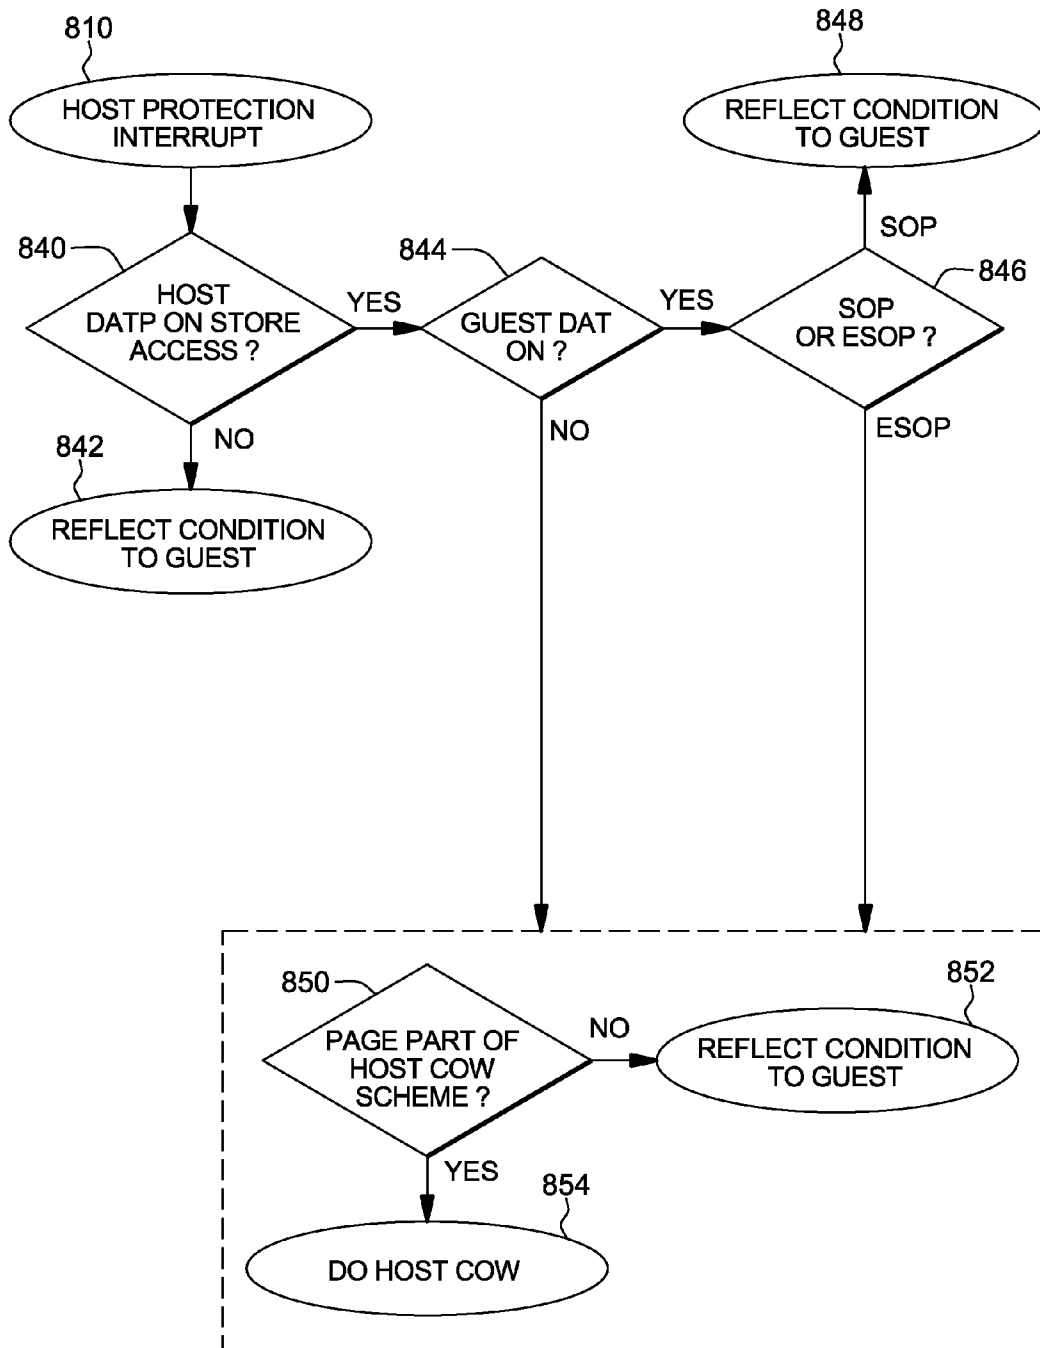 810
HOST PROTECTION
INTERRUPT
848
REFLECT CONDITION
TO GUEST
SOP
840
HOST
DATP ON STORE
ACCESS ?
YES
NO
844
GUEST DAT
ON ?
YES
NO
846
SOP
OR ESOP ?
ESOP
842
REFLECT CONDITION
TO GUEST
850
PAGE PART OF
HOST COW
SCHEME ?
NO
YES
852
REFLECT CONDITION
TO GUEST
854
DO HOST COW